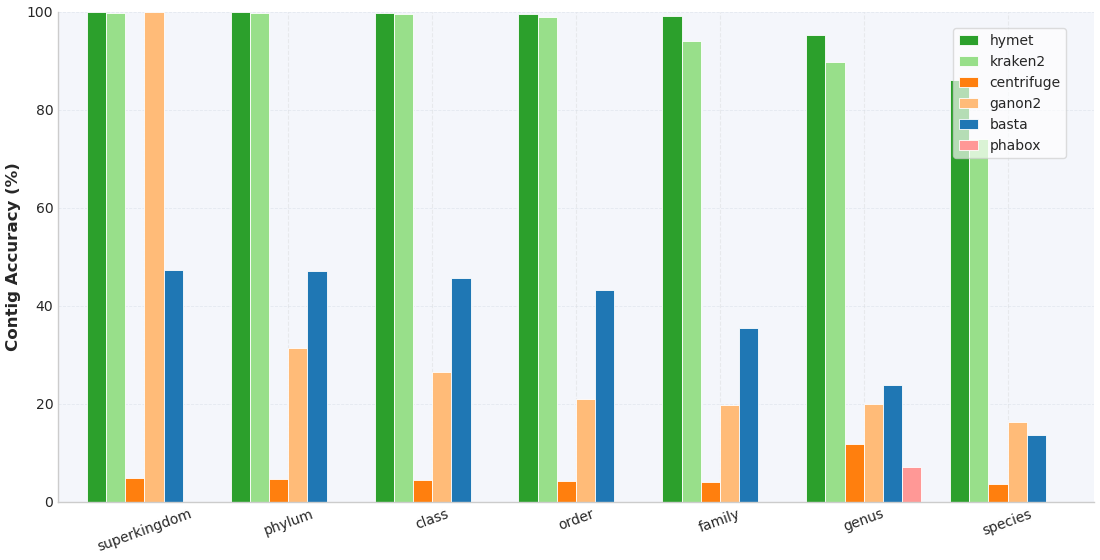 100
80
60
40
20
0
Contig Accuracy (%)
hymet
kraken2
centrifuge
ganon2
basta
phabox
superkingdom
phylum
class
order
family
genus
species